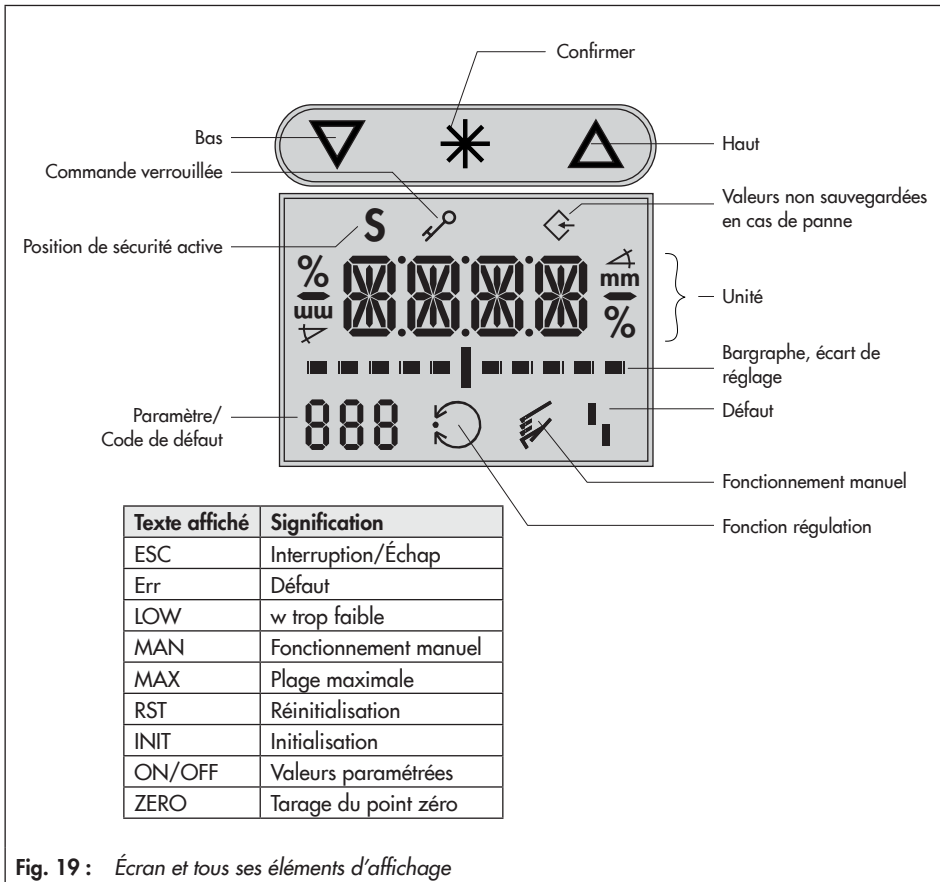 Confirmer
Bas
Haut
Commande verrouillée
Valeurs non sauvegardées
en cas de panne
Position de sécurité active
S
%
mm
mm
%
Unité
Bargraphe, écart de
réglage
Paramètre/
Code de défaut
888
Défaut
Fonctionnement manuel
Fonction régulation
Texte affiché Signification
ESC Interruption/Échap
Err Défaut
LOW w trop faible
MAN Fonctionnement manuel
MAX Plage maximale
RST Réinitialisation
INIT Initialisation
ON/OFF Valeurs paramétrées
ZERO Tarage du point zéro
Fig. 19 : Écran et tous ses éléments d'affichage